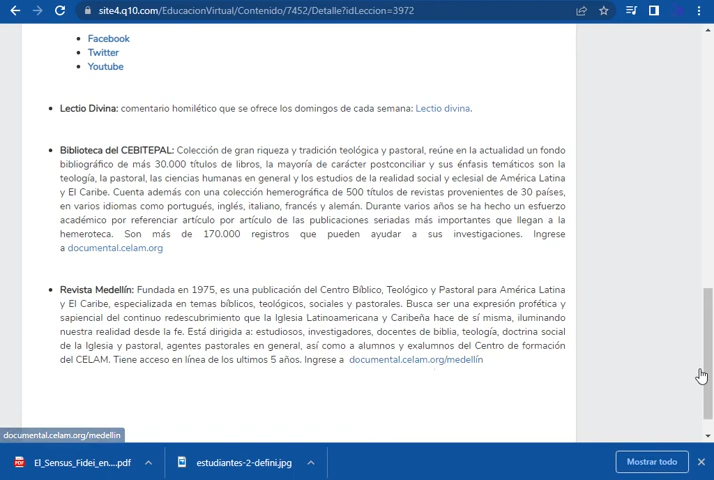 site4.q10.com/EducacionVirtual/Contenido/7452/Detalle?idLeccion=3972
Facebook
Twitter
Youtube
Lectio Divina: comentario homilético que se ofrece los domingos de cada semana: Lectio divina.
Biblioteca del CEBITEPAL: Colección de gran riqueza y tradición teológica y pastoral, reúne en la actualidad un fondo
bibliográfico de más 30.000 títulos de libros, la mayoría de carácter postconciliar y sus énfasis temáticos son la
teología, la pastoral, las ciencias humanas en general y los estudios de la realidad social y eclesial de América Latina
y El Caribe. Cuenta además con una colección hemerográfica de 500 títulos de revistas provenientes de 30 países,
en varios idiomas como portugués, inglés, italiano, francés y alemán. Durante varios años se ha hecho un esfuerzo
académico por referenciar artículo por artículo de las publicaciones seriadas más importantes que llegan a la
hemeroteca. Son más de 170.000 registros que pueden ayudar a sus investigaciones. Ingrese
a documental.celam.org
Revista Medellín: Fundada en 1975, es una publicación del Centro Bíblico, Teológico y Pastoral para América Latina
y El Caribe, especializada en temas bíblicos, teológicos, sociales y pastorales. Busca ser una expresión profética y
sapiencial del continuo redescubrimiento que la Iglesia Latinoamericana y Caribeña hace de sí misma, iluminando
nuestra realidad desde la fe. Está dirigida a: estudiosos, investigadores, docentes de biblia, teología, doctrina social
de la Iglesia y pastoral, agentes pastorales en general, así como a alumnos y exalumnos del Centro de formación
del CELAM. Tiene acceso en línea de los ultimos 5 años. Ingrese a documental.celam.org/medellín
documental.celam.org/medellin
El_Sensus_Fidei_en....pdf
estudiantes-2-defini.jpg
Mostrar todo